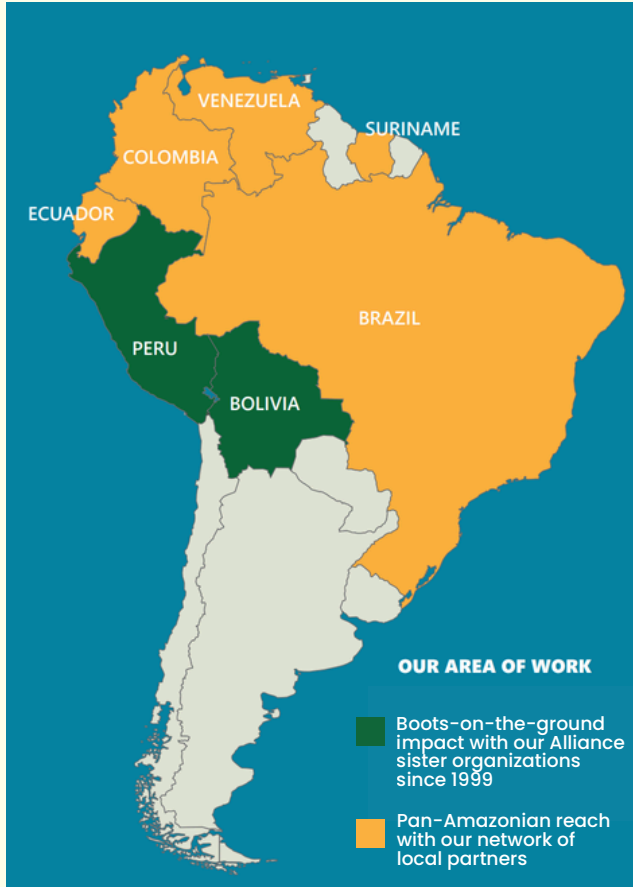 VENEZUELA
SURINAME
COLOMBIA
ECUADOR
BRAZIL
PERU
BOLIVIA
OUR AREA OF WORK
Boots-on-the-ground
impact with our Alliance
sister organizations
since 1999
Pan-Amazonian reach
with our network of
local partners